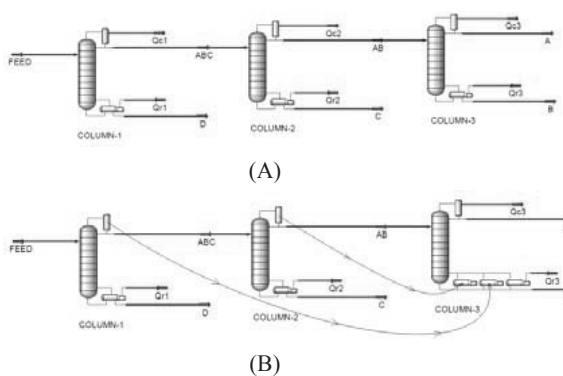 Qc1
Qc2
Qc3
FEED
ABC
AB
A
Qr1
Qr2
Qr3
D
C
B
COLUMN-1
COLUMN-2
COLUMN-3
(A)
Qc3
FEED
ABC
AB
Qr1
Qr2
Qr3
D
C
COLUMN-1
COLUMN-2
COLUMN-3
(B)